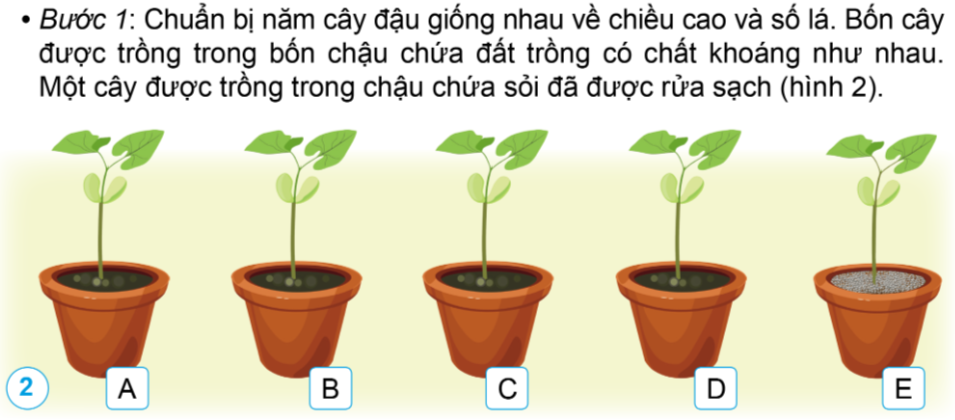 • Bước 1: Chuẩn bị năm cây đậu giống nhau về chiều cao và số lá. Bốn cây
được trồng trong bốn chậu chứa đất trồng có chất khoáng như nhau.
Một cây được trồng trong chậu chứa sỏi đã được rửa sạch (hình 2).
2 A B C D E